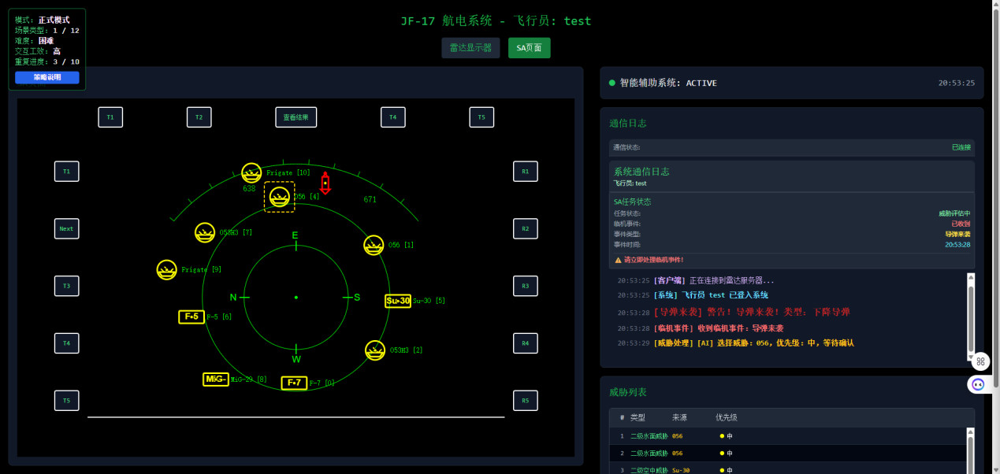 模式: 正式模式
场景类型: 1 / 12
难度: 困难
交互工效: 高
重复进度: 3 / 10
策略说明
JF-17 航电系统 - 飞行员: test
雷达显示器
SA页面
T1
T2
查看结果
T4
T5
T1
Next
T3
T4
T5
R1
R2
R3
R4
R5
Frigate [10]
638
056 [4]
671
053H3 [7]
056 [1]
Frigate [9]
E
N
S
W
Su-30
Su-30 [5]
F•5
F-5 [6]
053H3 [2]
MiG-
MiG-29 [8]
F•7
F-7 [0]
智能辅助系统: ACTIVE
20:53:25
通信日志
通信状态:
已连接
系统通信日志
飞行员: test
SA任务状态
任务状态:
威胁评估中
临机事件:
已收到
事件类型:
导弹来袭
事件时间:
20:53:28
请立即处理临机事件!
20:53:25 [客户端] 正在连接到雷达服务器...
20:53:25 [系统] 飞行员 test 已登入系统
20:53:28 [导弹来袭] 警告! 导弹来袭! 类型: 下降导弹
20:53:28 [临机事件] 收到临机事件: 导弹来袭
20:53:29 [威胁处理] [AI] 选择威胁: 056, 优先级: 中, 等待确认
威胁列表
# 类型 来源 优先级
1 二级水面威胁 056 中
2 二级水面威胁 056 中
3 二级空中威胁 Su-30 中